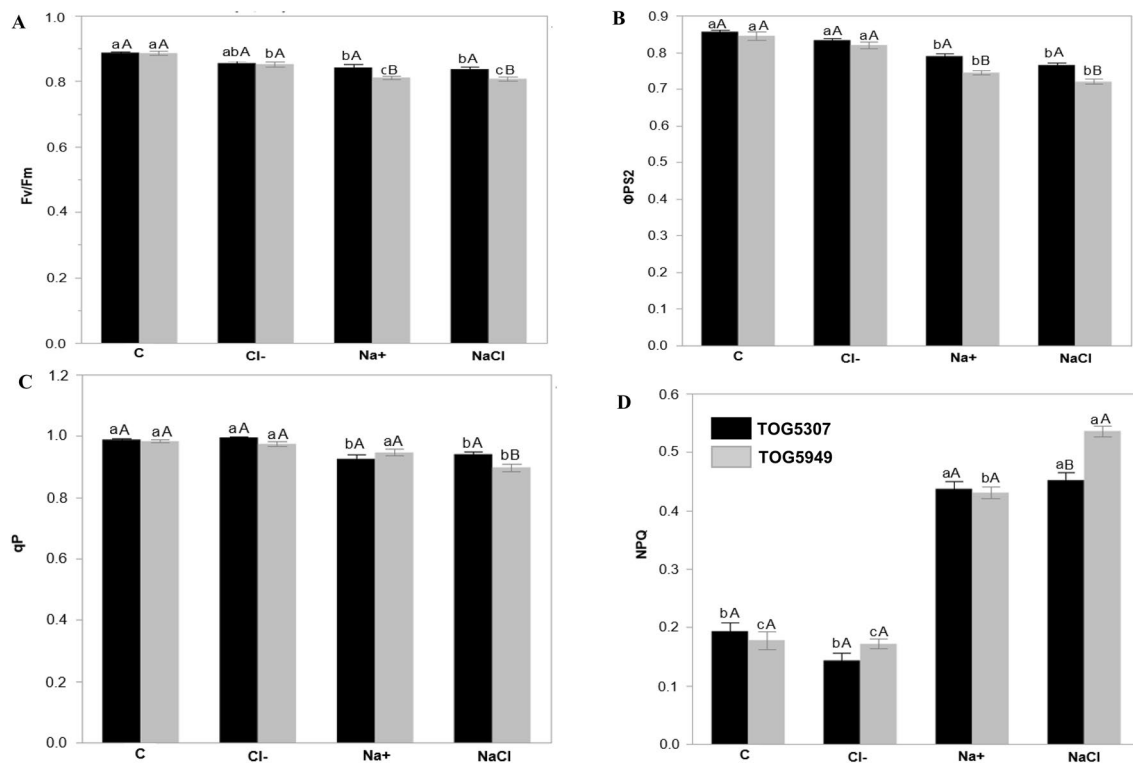 A
aA aA abA bA bA cB bA cB
1.0
0.8
0.6
0.4
0.2
0.0
Fv/Fm
C Cl- Na+ NaCl
B
aA aA aA aA bA bB bA bB
0.9
0.8
0.7
0.6
0.5
0.4
0.3
0.2
0.1
0.0
ΦPS2
C Cl- Na+ NaCl
C
aA aA aA aA bA aA bA bB
1.2
1.0
0.8
0.6
0.4
0.2
0.0
qP
C Cl- Na+ NaCl
D
TOG5307
TOG5949
bA cA bA cA aA bA aB aA
0.6
0.5
0.4
0.3
0.2
0.1
0.0
NPQ
C Cl- Na+ NaCl